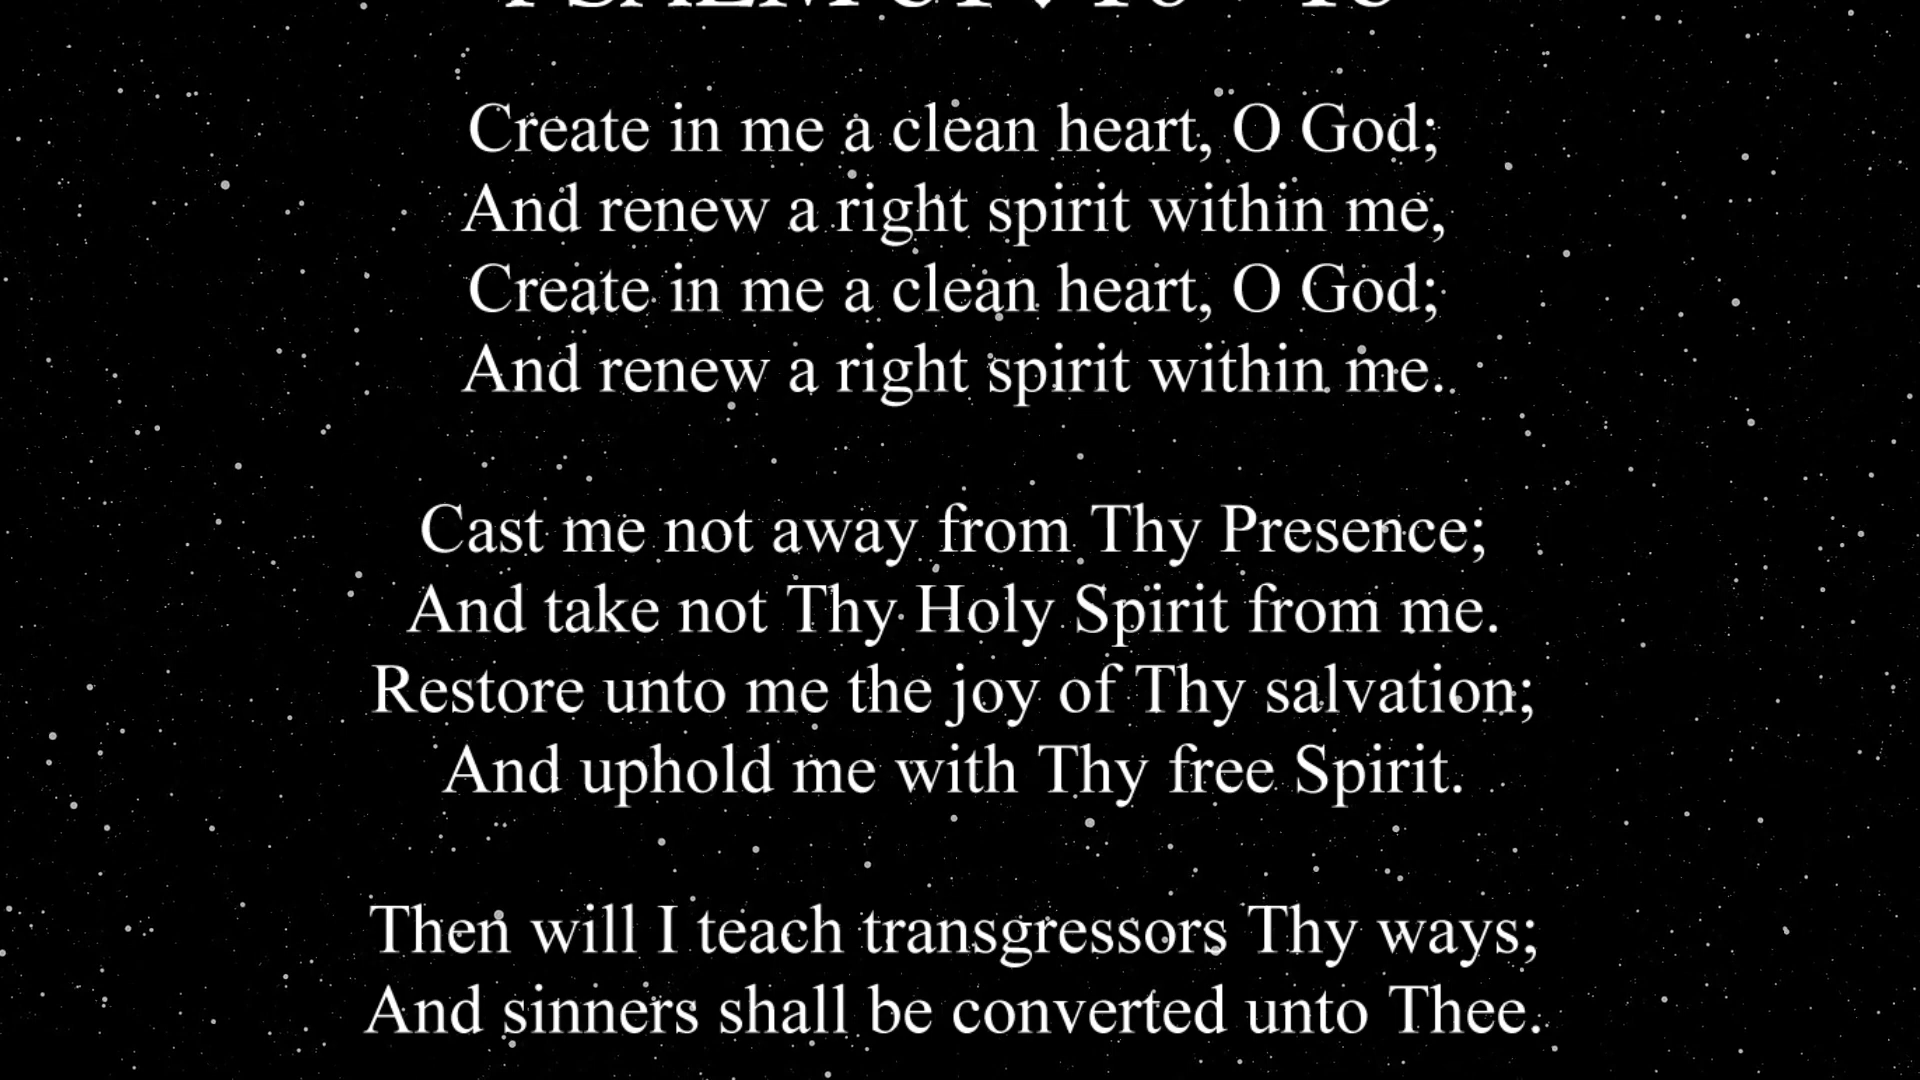 Create in me a clean heart, O God;
And renew a right spirit within me,
Create in me a clean heart, O God;
And renew a right spirit within me.
Cast me not away from Thy Presence;
And take not Thy Holy Spirit from me.
Restore unto me the joy of Thy salvation;
And uphold me with Thy free Spirit.
Then will I teach transgressors Thy ways;
And sinners shall be converted unto Thee.